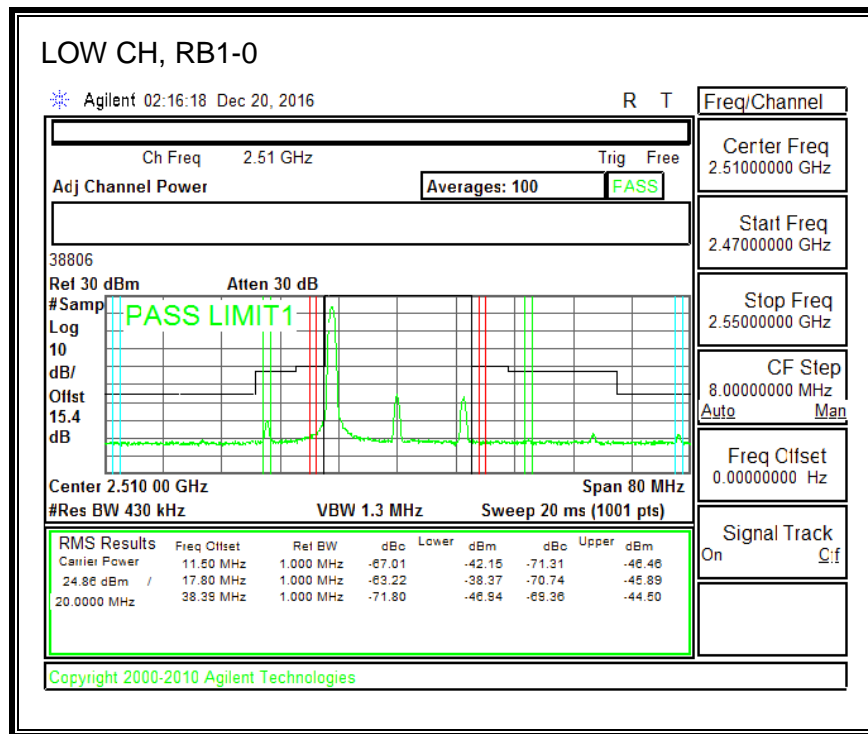 LOW CH, RB1-0
Agilent 02:16:18 Dec 20, 2016 R T
Freq/Channel
Ch Freq 2.51 GHz Trig Free
Adj Channel Power Averages: 100 PASS
38806
Ref 30 dBm Atten 30 dB
#Samp
Log
10
dB/
Offst
15.4
dB
PASS LIMIT1
Center 2.510 00 GHz Span 80 MHz
#Res BW 430 kHz VBW 1.3 MHz Sweep 20 ms (1001 pts)
RMS Results Freq Offset Ref BW dBc Lower dBm dBc Upper dBm
Carrier Power 11.50 MHz 1.000 MHz -67.01 -42.15 -71.31 -46.46
24.86 dBm / 17.80 MHz 1.000 MHz -63.22 -38.37 -70.74 -45.89
20.0000 MHz 38.39 MHz 1.000 MHz -71.80 -46.94 -69.36 -44.50
Copyright 2000-2010 Agilent Technologies
Center Freq
2.51000000 GHz
Start Freq
2.47000000 GHz
Stop Freq
2.55000000 GHz
CF Step
8.00000000 MHz
Auto Man
Freq Offset
0.00000000 Hz
Signal Track
On Off